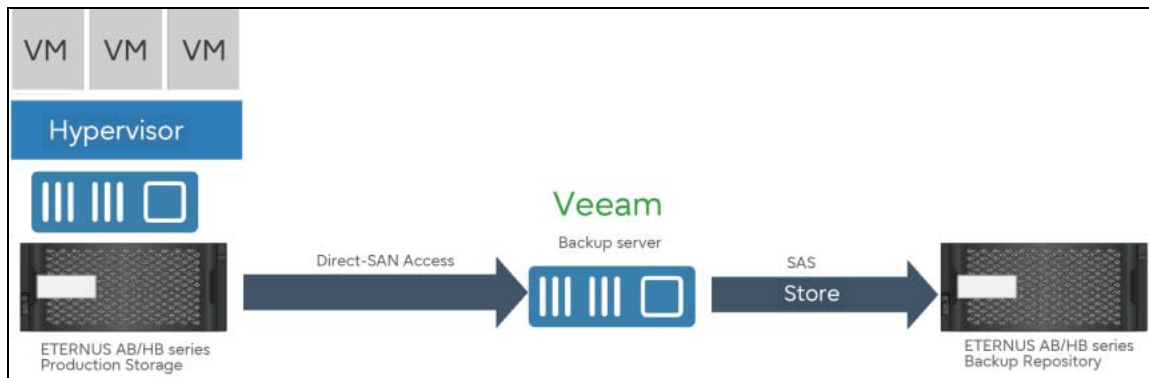 VM VM VM
Hypervisor
Veeam
Backup server
Direct-SAN Access
SAS
Store
ETERNUS AB/HB series
Production Storage
ETERNUS AB/HB series
Backup Repository